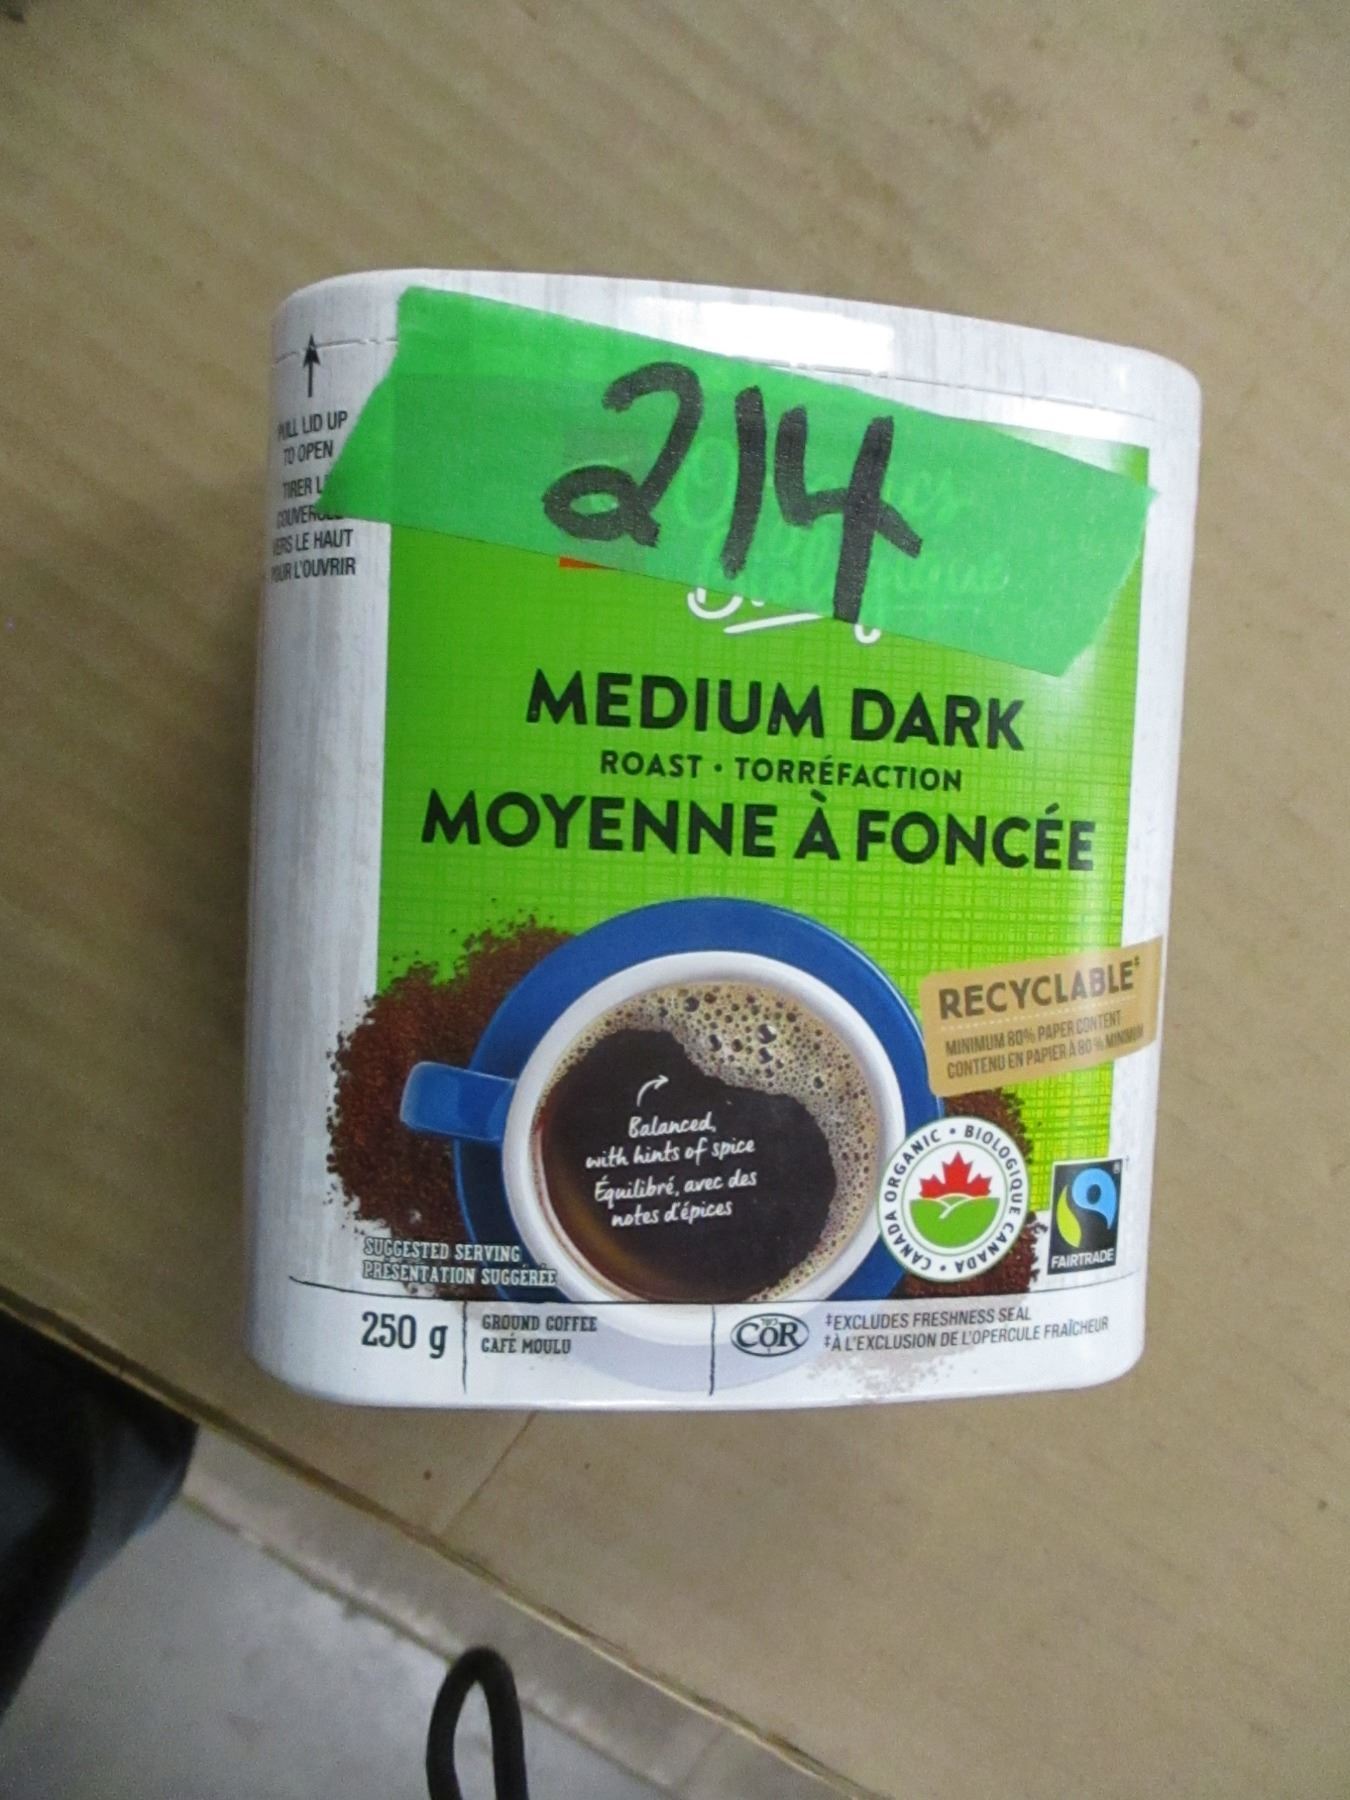 214
PULL LID UP
TO OPEN
TIRER
VERS LE HAUT
POUR L'OUVRIR
MEDIUM DARK
ROAST • TORRÉFACTION
MOYENNE À FONCÉE
RECYCLABLE‡
MINIMUM 80% PAPER CONTENT
CONTENU EN PAPIER À 80 % MINIMUM
Balanced,
with hints of spice
Équilibré, avec des
notes d'épices
CANADA ORGANIC • BIOLOGIQUE CANADA •
FAIRTRADE
SUGGESTED SERVING
PRÉSENTATION SUGGÉRÉE
250 g
GROUND COFFEE
CAFÉ MOULU
COR
‡EXCLUDES FRESHNESS SEAL
‡À L'EXCLUSION DE L'OPERCULE FRAÎCHEUR